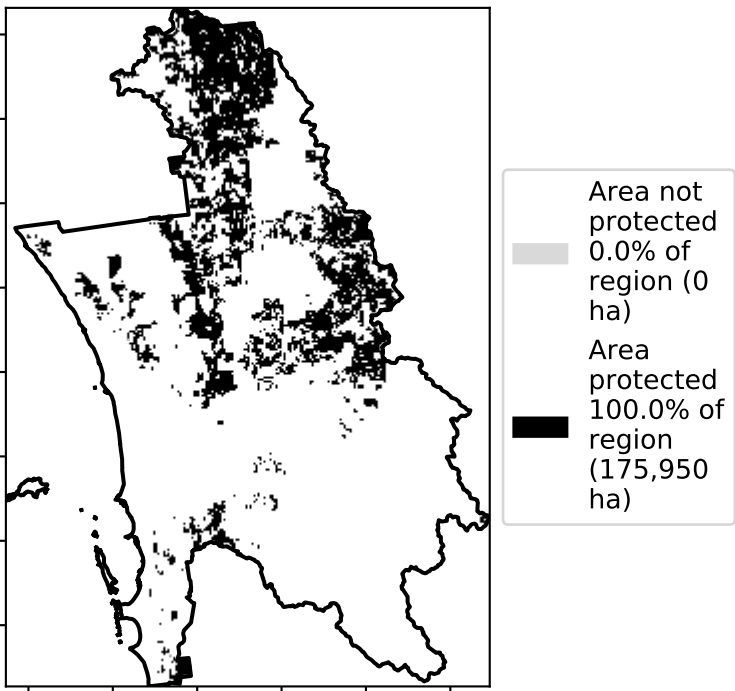 Area not
protected
0.0% of
region (0
ha)
Area
protected
100.0% of
region
(175,950
ha)